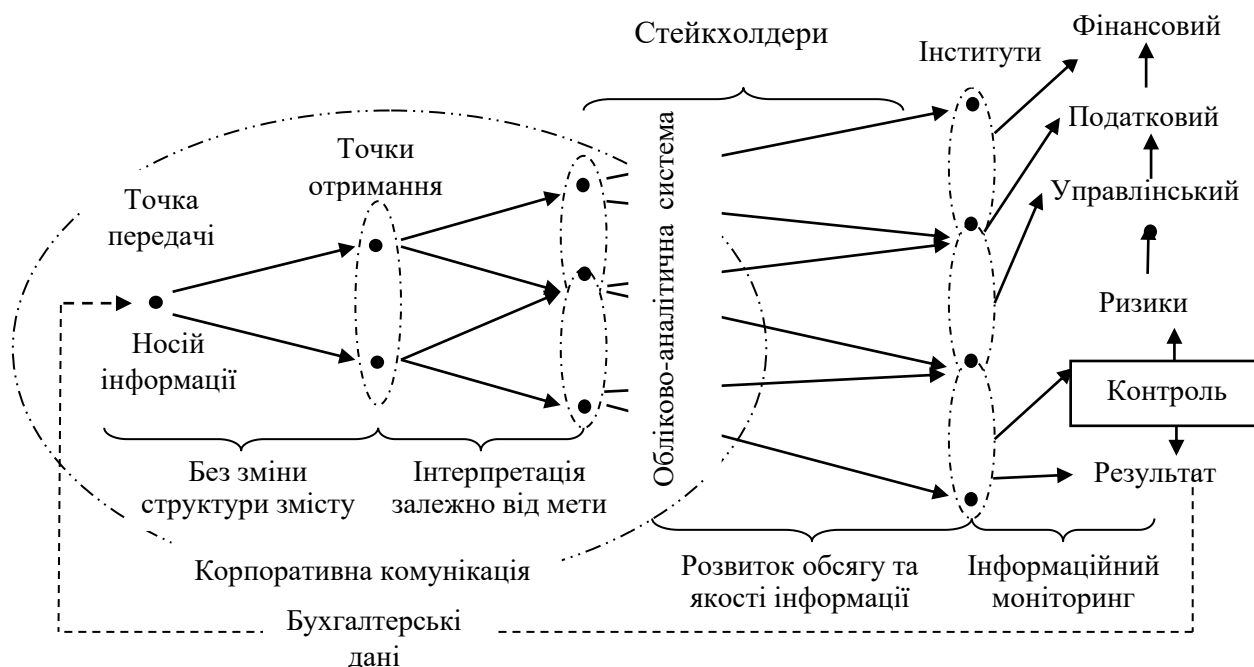 Стейкхолдери
Інститути
Фінансовий
Податковий
Управлінський
Ризики
Контроль
Результат
Точки
отримання
Точка
передачі
Носій
інформації
Обліково-аналітична система
Без зміни
структури змісту
Інтерпретація
залежно від мети
Корпоративна комунікація
Розвиток обсягу та
якості інформації
Інформаційний
моніторинг
Бухгалтерські
дані